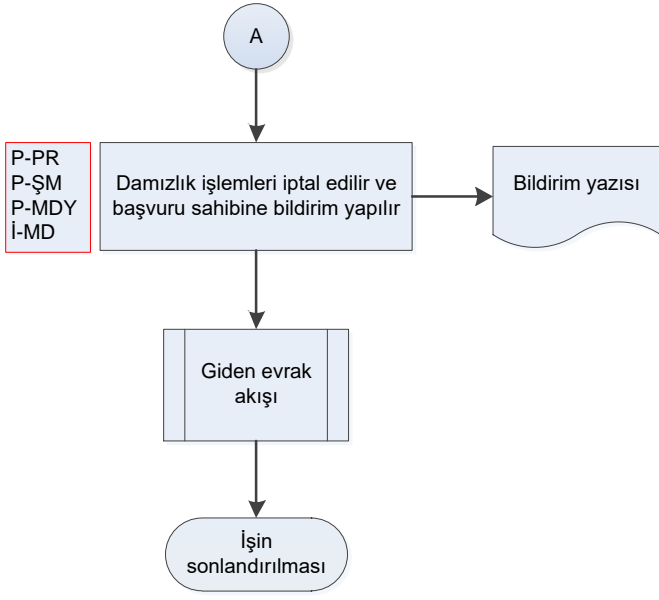 A
P-PR
P-ŞM
P-MDY
İ-MD
Damızlık işlemleri iptal edilir ve
başvuru sahibine bildirim yapılır
Bildirim yazısı
Giden evrak
akışı
İşin
sonlandırılması